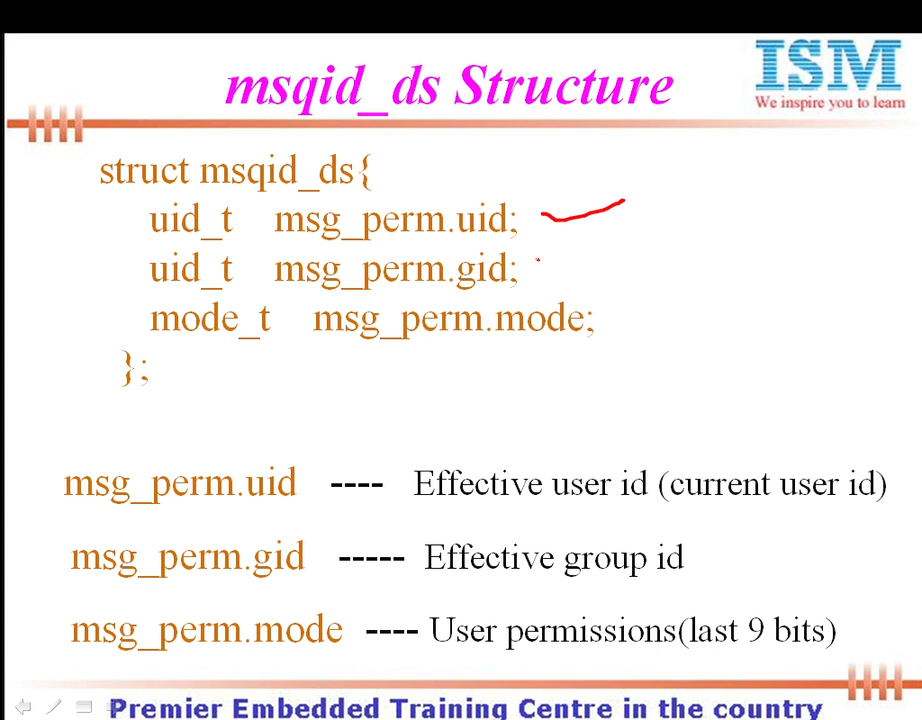 msqid_ds Structure
ISM
We inspire you to learn
struct msqid_ds{
uid_t msg_perm.uid;
uid_t msg_perm.gid;
mode_t msg_perm.mode;
};
msg_perm.uid ---- Effective user id (current user id)
msg_perm.gid ----- Effective group id
msg_perm.mode ---- User permissions(last 9 bits)
Premier Embedded Training Centre in the country